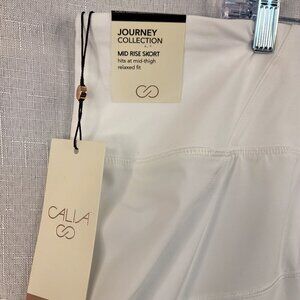 JOURNEY
COLLECTION
MID RISE SKORT
hits at mid-thigh
relaxed fit
CALIA